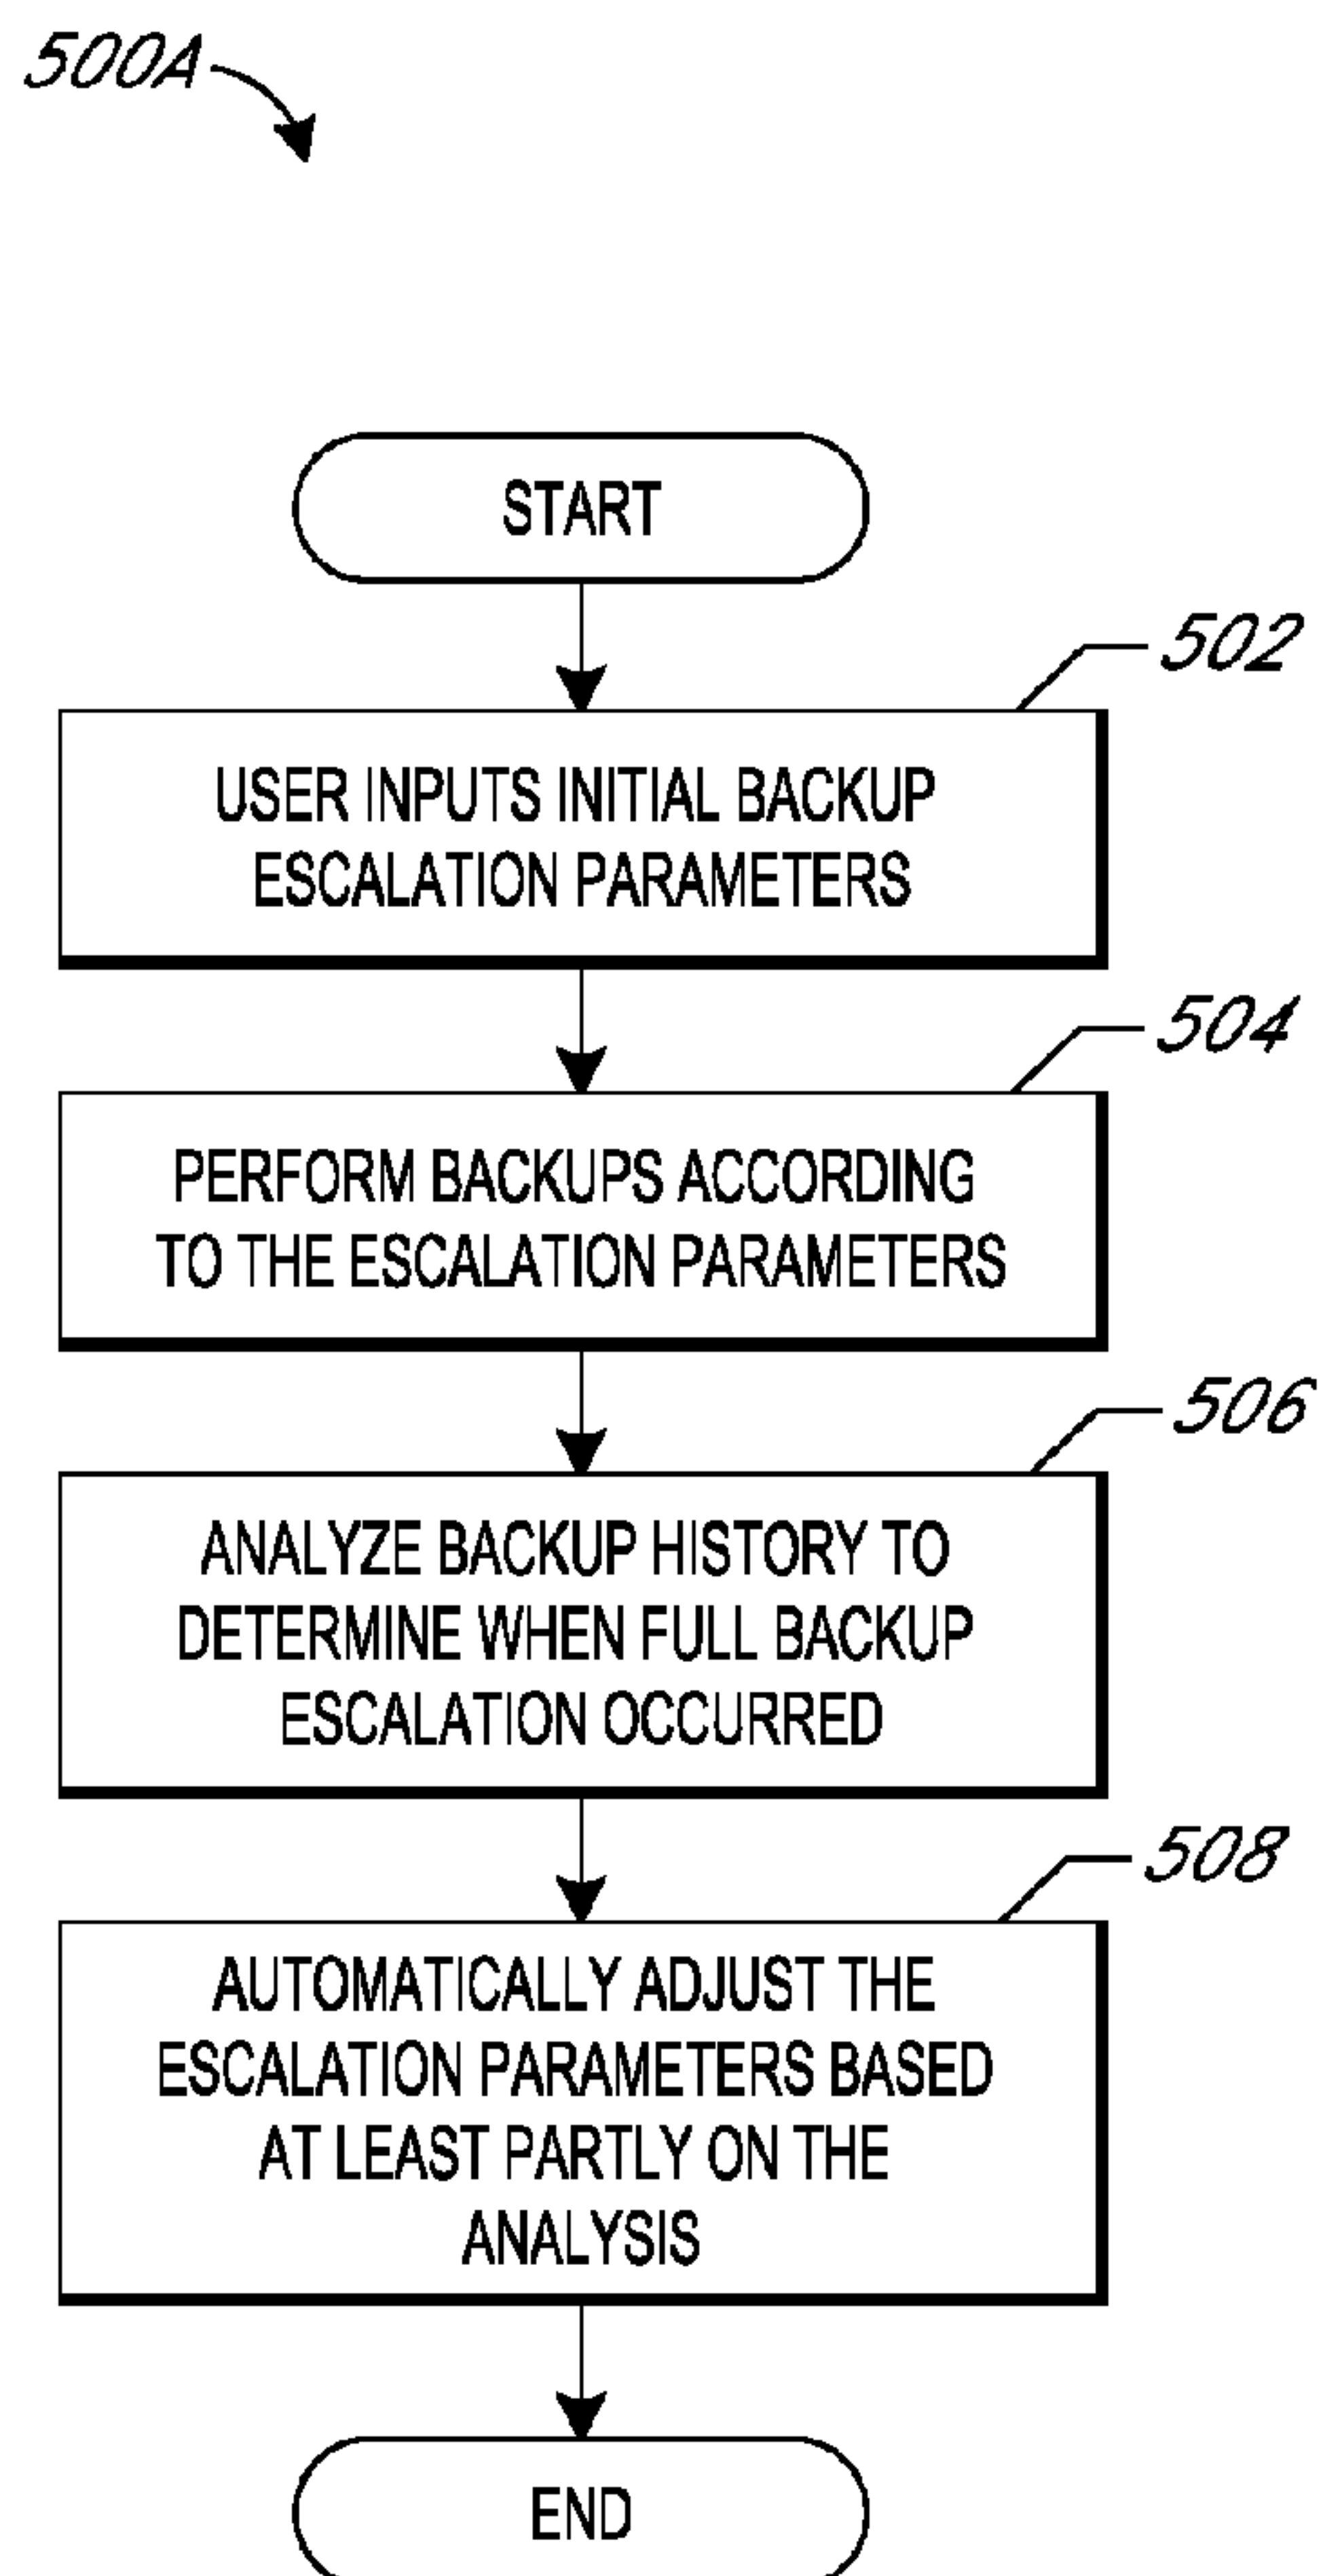 500A
START
502
USER INPUTS INITIAL BACKUP
ESCALATION PARAMETERS
504
PERFORM BACKUPS ACCORDING
TO THE ESCALATION PARAMETERS
506
ANALYZE BACKUP HISTORY TO
DETERMINE WHEN FULL BACKUP
ESCALATION OCCURRED
508
AUTOMATICALLY ADJUST THE
ESCALATION PARAMETERS BASED
AT LEAST PARTLY ON THE
ANALYSIS
END